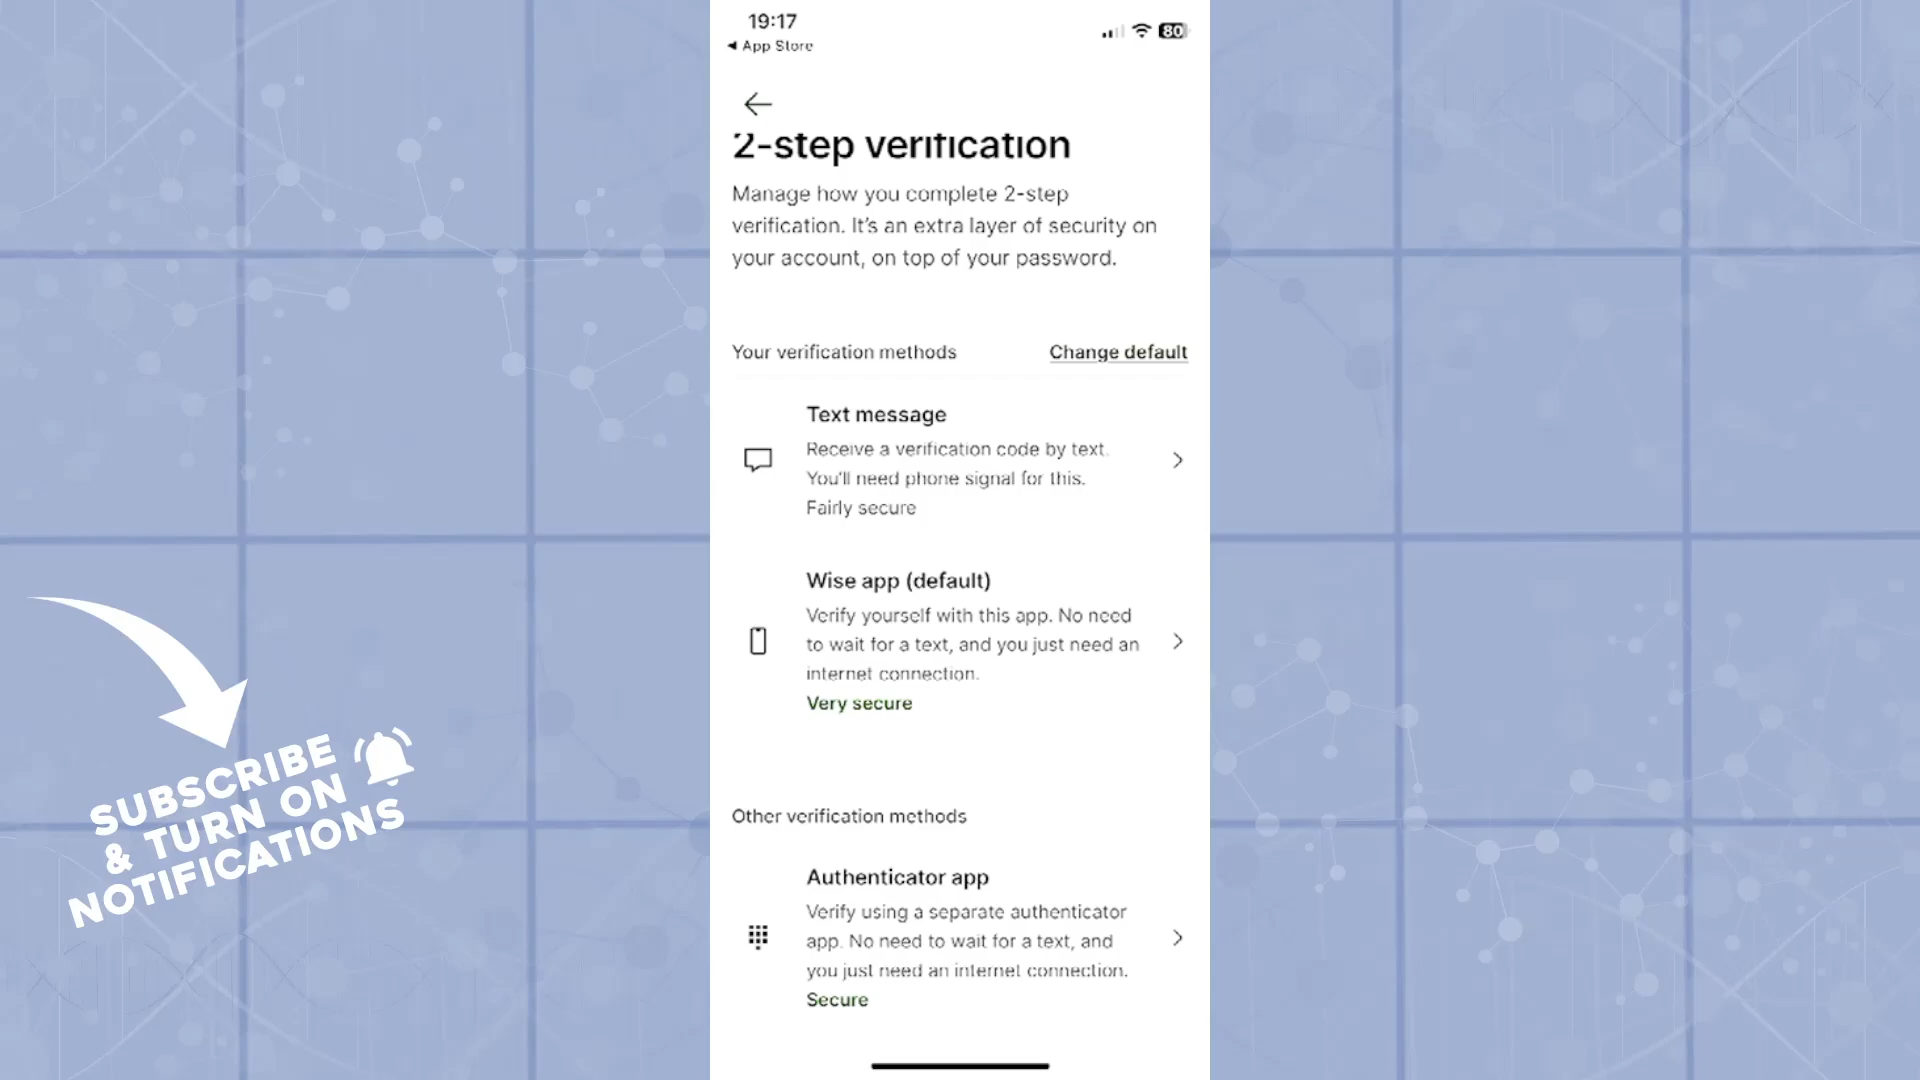 19:17
◄ App Store
80
2-step verification
Manage how you complete 2-step
verification. It's an extra layer of security on
your account, on top of your password.
Your verification methods
Change default
Text message
Receive a verification code by text.
You'll need phone signal for this.
Fairly secure
Wise app (default)
Verify yourself with this app. No need
to wait for a text, and you just need an
internet connection.
Very secure
Other verification methods
Authenticator app
Verify using a separate authenticator
app. No need to wait for a text, and
you just need an internet connection.
Secure
SUBSCRIBE
& TURN ON
NOTIFICATIONS